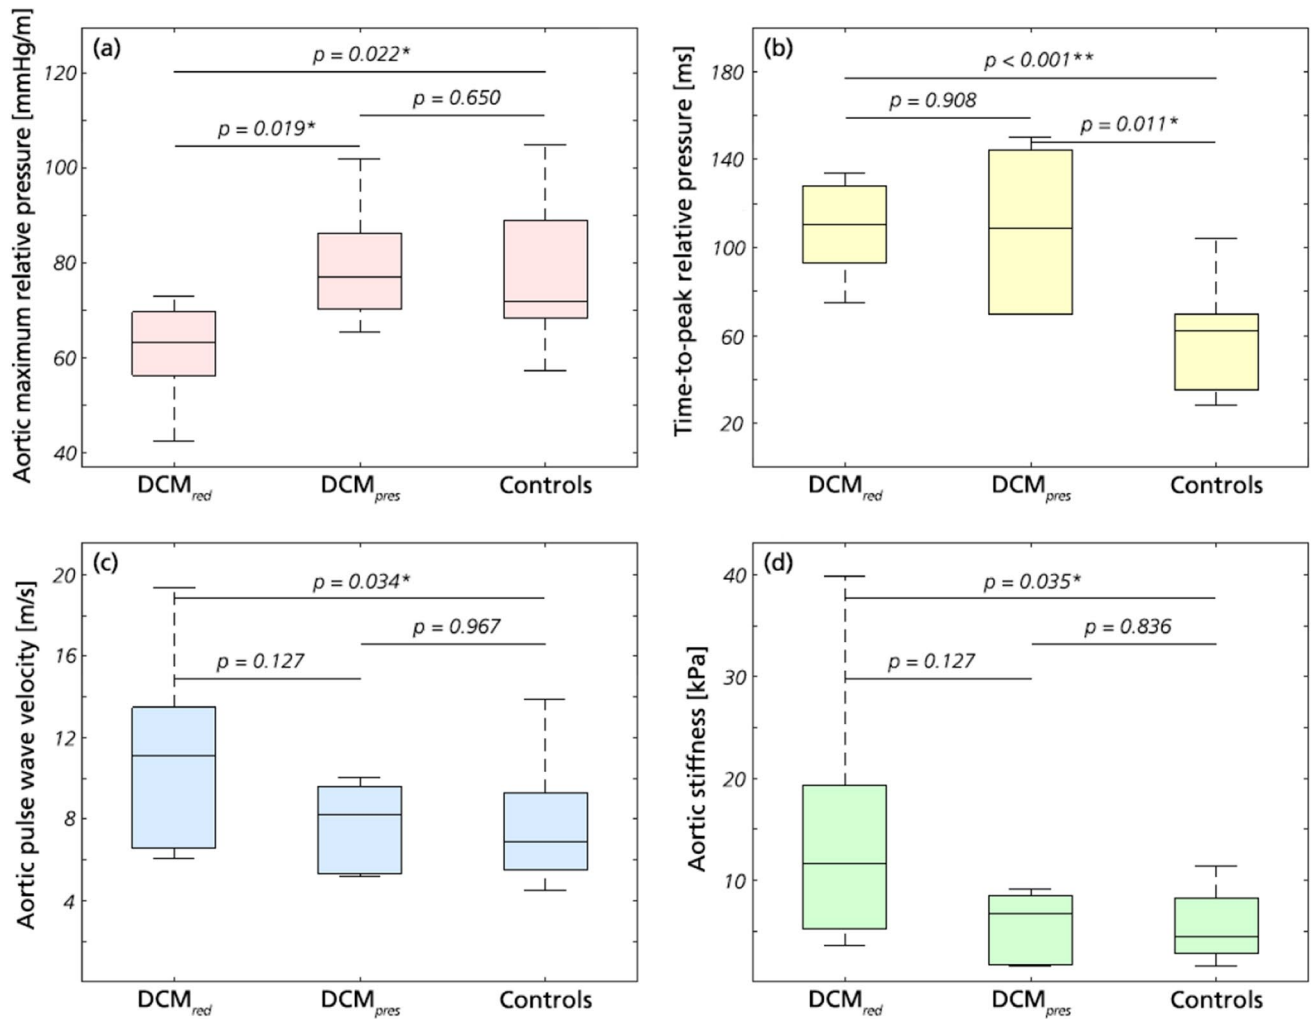 Aortic maximum relative pressure [mmHg/m]
(a)
120
100
80
60
40
p = 0.022*
p = 0.650
p = 0.019*
DCMred
DCMpres
Controls
Time-to-peak relative pressure [ms]
(b)
180
140
100
60
20
p < 0.001**
p = 0.908
p = 0.011*
DCMred
DCMpres
Controls
Aortic pulse wave velocity [m/s]
(c)
20
16
12
8
4
p = 0.034*
p = 0.967
p = 0.127
DCMred
DCMpres
Controls
Aortic stiffness [kPa]
(d)
40
30
20
10
p = 0.035*
p = 0.836
p = 0.127
DCMred
DCMpres
Controls